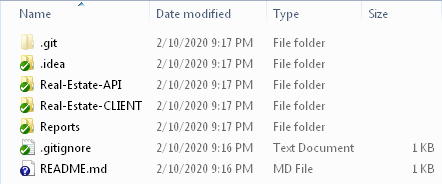 Name Date modified Type Size
.git 2/10/2020 9:17 PM File folder
.idea 2/10/2020 9:17 PM File folder
Real-Estate-API 2/10/2020 9:17 PM File folder
Real-Estate-CLIENT 2/10/2020 9:17 PM File folder
Reports 2/10/2020 9:17 PM File folder
.gitignore 2/10/2020 9:16 PM Text Document 1 KB
README.md 2/10/2020 9:16 PM MD File 1 KB